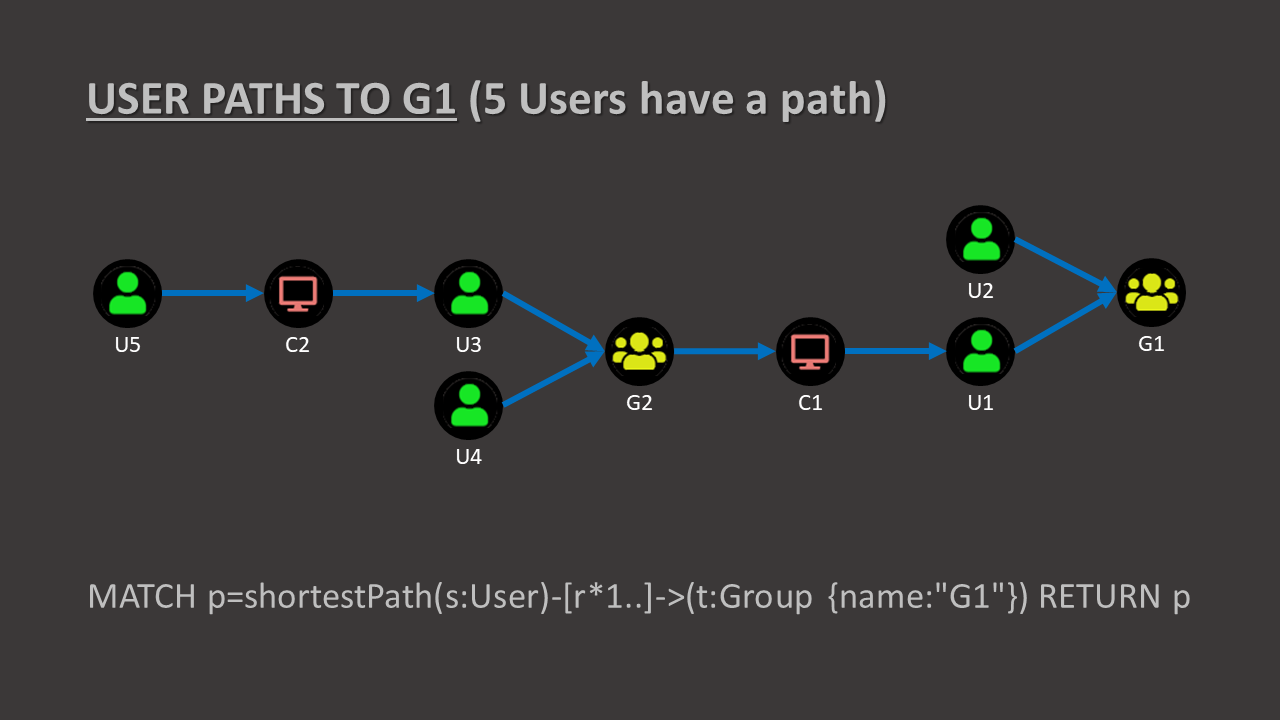 USER PATHS TO G1 (5 Users have a path)
U2
U5
C2
U3
G1
G2
C1
U1
U4
MATCH p=shortestPath(s:User)-[r*1..]->(t:Group {name:"G1"}) RETURN p